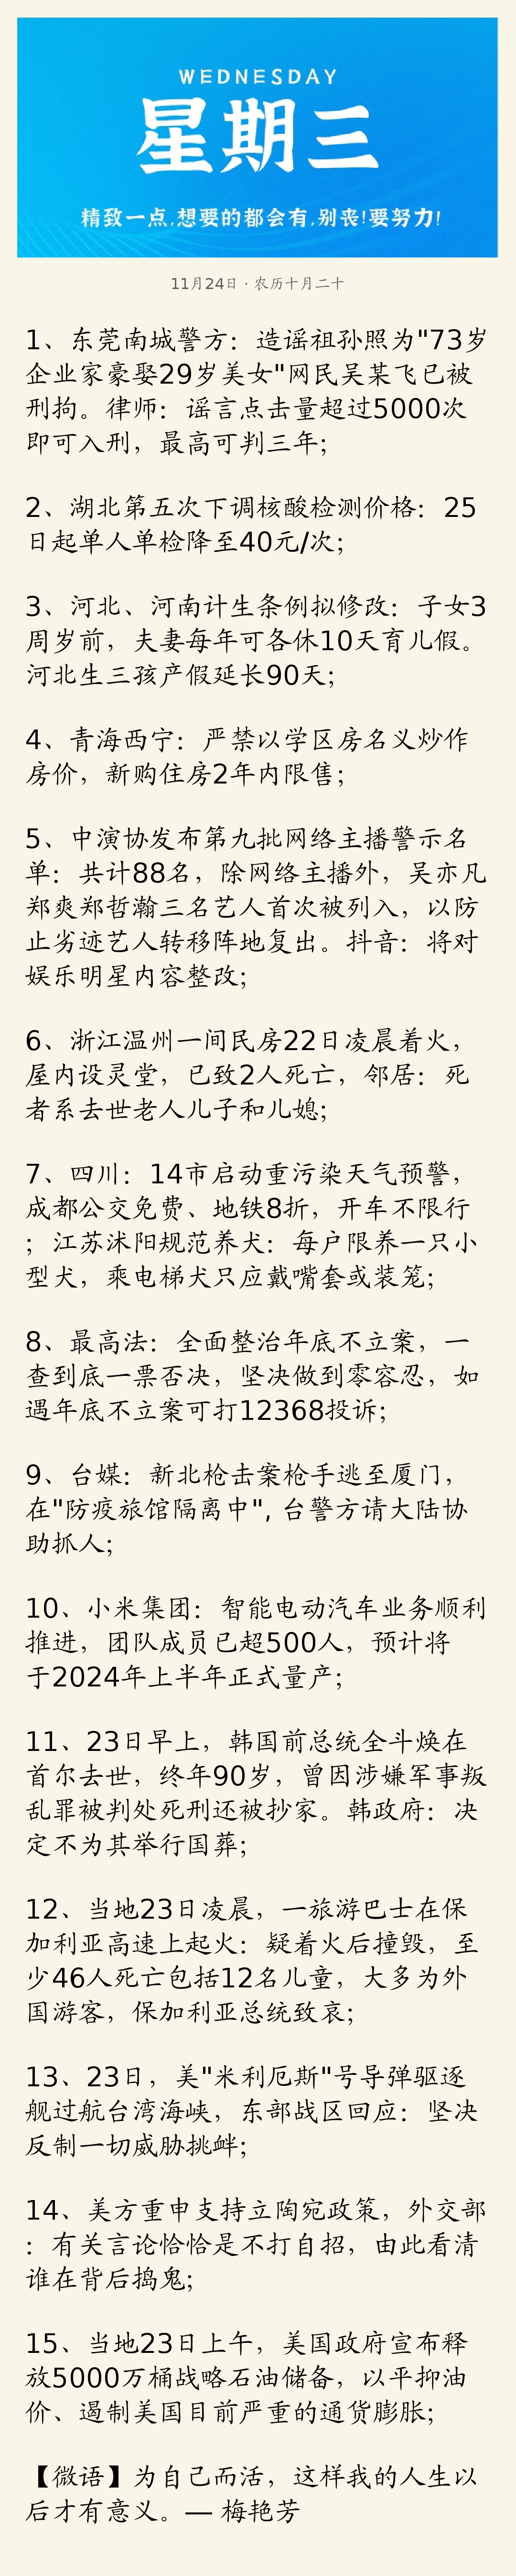 WEDNESDAY
星期三
精致一点,想要的都会有,别丧!要努力!
11月24日 · 农历十月二十
1、东莞南城警方：造谣祖孙照为"73岁
企业家豪娶29岁美女"网民吴某飞已被
刑拘。律师：谣言点击量超过5000次
即可入刑，最高可判三年；
2、湖北第五次下调核酸检测价格：25
日起单人单检降至40元/次；
3、河北、河南计生条例拟修改：子女3
周岁前，夫妻每年可各休10天育儿假。
河北生三孩产假延长90天；
4、青海西宁：严禁以学区房名义炒作
房价，新购住房2年内限售；
5、中演协发布第九批网络主播警示名
单：共计88名，除网络主播外，吴亦凡
郑爽郑哲瀚三名艺人首次被列入，以防
止劣迹艺人转移阵地复出。抖音：将对
娱乐明星内容整改；
6、浙江温州一间民房22日凌晨着火，
屋内设灵堂，已致2人死亡，邻居：死
者系去世老人儿子和儿媳；
7、四川：14市启动重污染天气预警，
成都公交免费、地铁8折，开车不限行
；江苏沭阳规范养犬：每户限养一只小
型犬，乘电梯犬只应戴嘴套或装笼；
8、最高法：全面整治年底不立案，一
查到底一票否决，坚决做到零容忍，如
遇年底不立案可打12368投诉；
9、台媒：新北枪击案枪手逃至厦门，
在"防疫旅馆隔离中", 台警方请大陆协
助抓人；
10、小米集团：智能电动汽车业务顺利
推进，团队成员已超500人，预计将
于2024年上半年正式量产；
11、23日早上，韩国前总统全斗焕在
首尔去世，终年90岁，曾因涉嫌军事叛
乱罪被判处死刑还被抄家。韩政府：决
定不为其举行国葬；
12、当地23日凌晨，一旅游巴士在保
加利亚高速上起火：疑着火后撞毁，至
少46人死亡包括12名儿童，大多为外
国游客，保加利亚总统致哀；
13、23日，美"米利厄斯"号导弹驱逐
舰过航台湾海峡，东部战区回应：坚决
反制一切威胁挑衅；
14、美方重申支持立陶宛政策，外交部
：有关言论恰恰是不打自招，由此看清
谁在背后捣鬼；
15、当地23日上午，美国政府宣布释
放5000万桶战略石油储备，以平抑油
价、遏制美国目前严重的通货膨胀；
【微语】为自己而活，这样我的人生以
后才有意义。— 梅艳芳